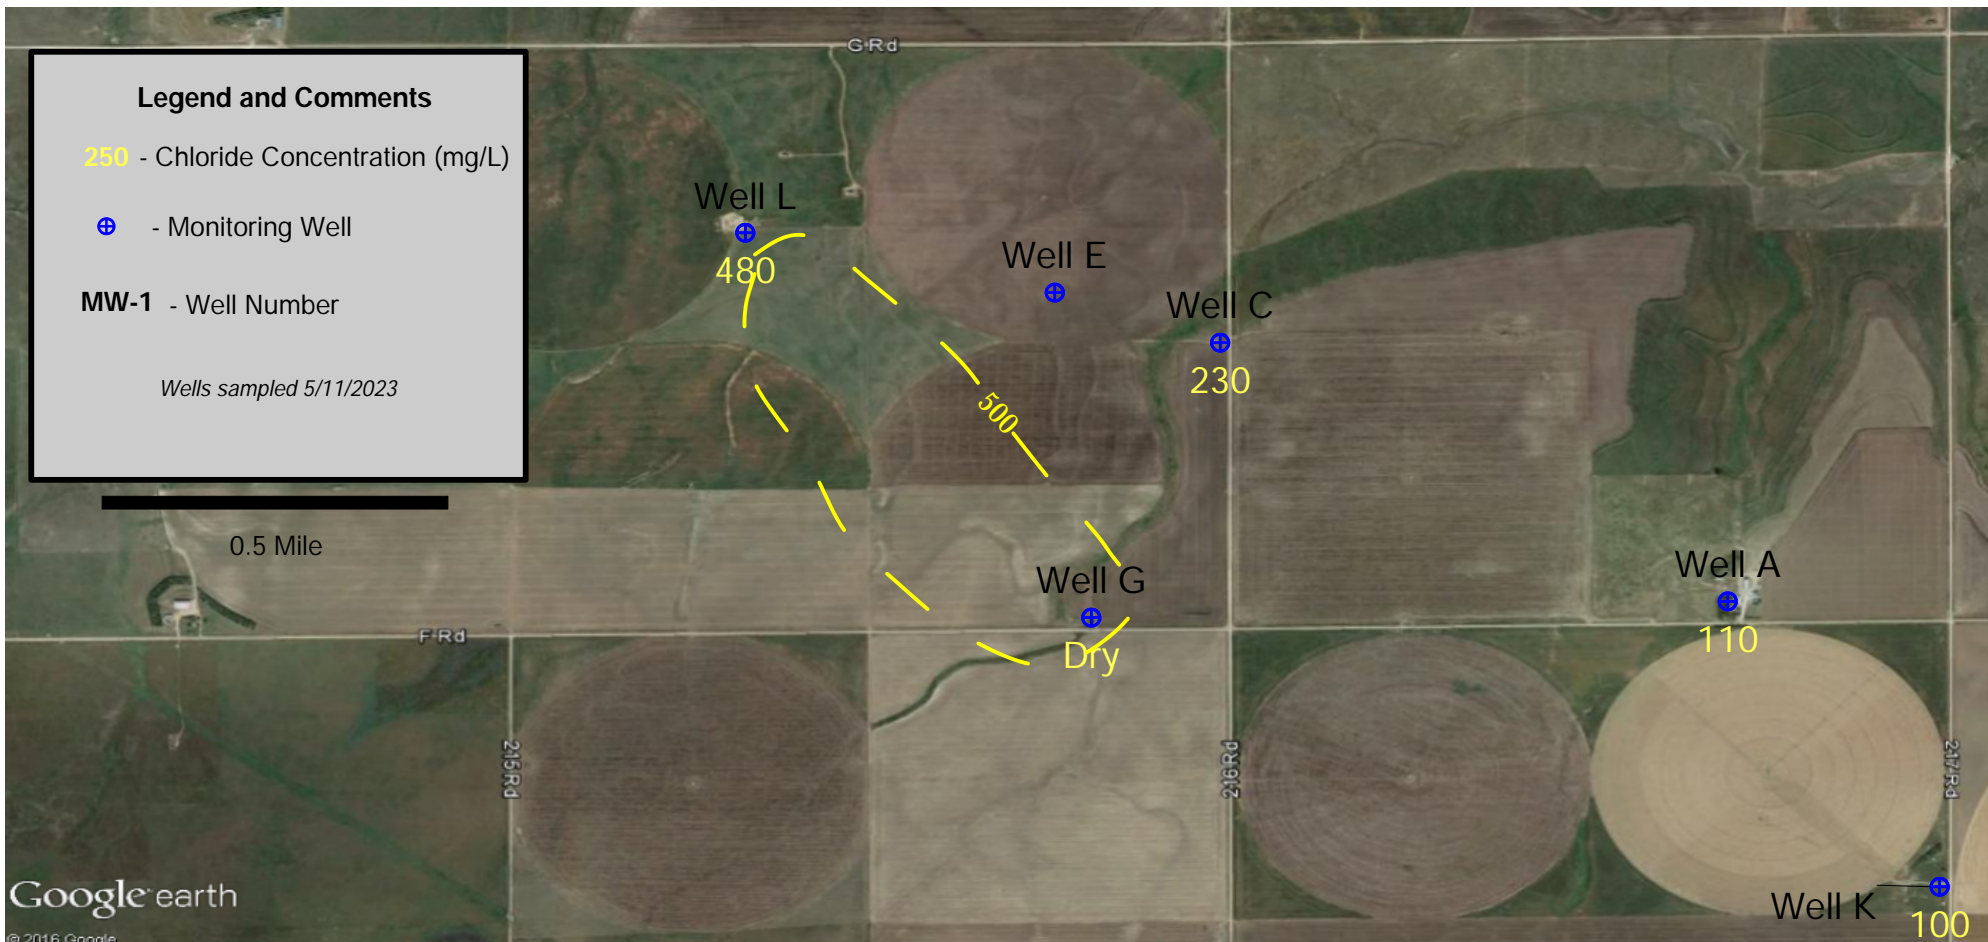 G Rd
Legend and Comments
250 - Chloride Concentration (mg/L)
- Monitoring Well
MW-1 - Well Number
Wells sampled 5/11/2023
0.5 Mile
Well L
480
Well E
Well C
230
500
Well G
Dry
Well A
110
F Rd
215 Rd
216 Rd
217 Rd
Well K
100
Google earth
© 2016 Google